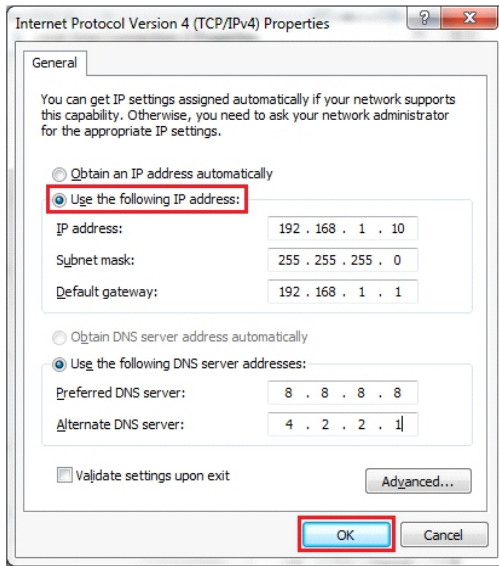 Internet Protocol Version 4 (TCP/IPv4) Properties
?
General
You can get IP settings assigned automatically if your network supports
this capability. Otherwise, you need to ask your network administrator
for the appropriate IP settings.
Obtain an IP address automatically
Use the following IP address:
IP address: 192 . 168 . 1 . 10
Subnet mask: 255 . 255 . 255 . 0
Default gateway: 192 . 168 . 1 . 1
Obtain DNS server address automatically
Use the following DNS server addresses:
Preferred DNS server: 8 . 8 . 8 . 8
Alternate DNS server: 4 . 2 . 2 . 1
Validate settings upon exit
Advanced...
OK Cancel